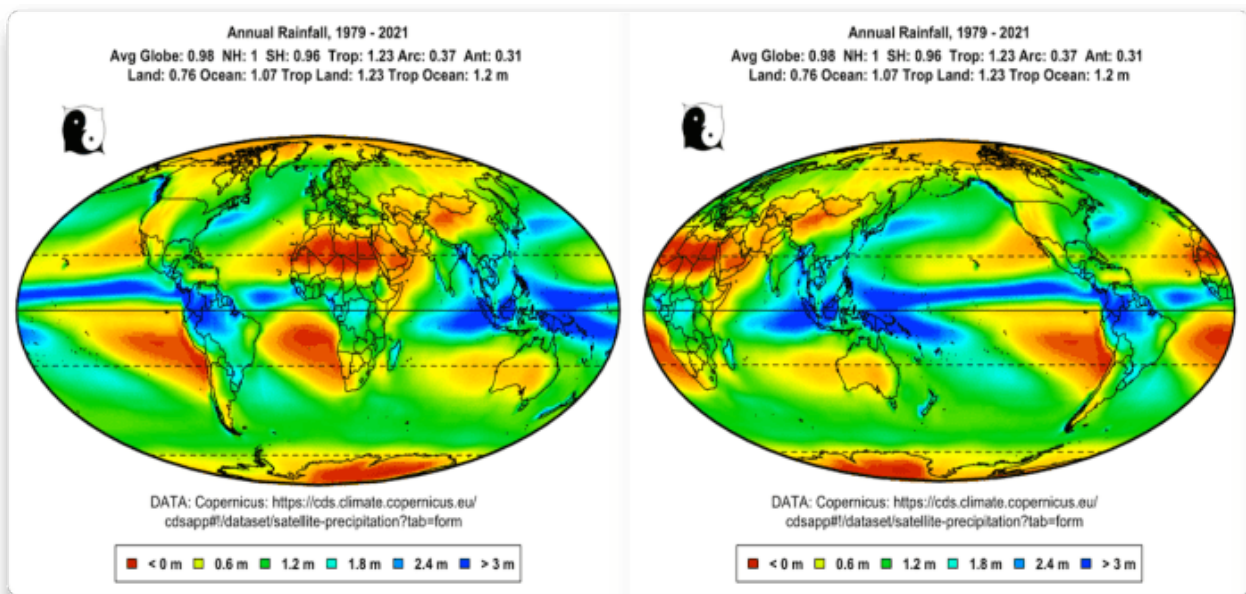 Annual Rainfall, 1979 - 2021
Avg Globe: 0.98 NH: 1 SH: 0.96 Trop: 1.23 Arc: 0.37 Ant: 0.31
Land: 0.76 Ocean: 1.07 Trop Land: 1.23 Trop Ocean: 1.2 m
DATA: Copernicus: https://cds.climate.copernicus.eu/
cdsapp#!/dataset/satellite-precipitation?tab=form
< 0 m 0.6 m 1.2 m 1.8 m 2.4 m > 3 m
Annual Rainfall, 1979 - 2021
Avg Globe: 0.98 NH: 1 SH: 0.96 Trop: 1.23 Arc: 0.37 Ant: 0.31
Land: 0.76 Ocean: 1.07 Trop Land: 1.23 Trop Ocean: 1.2 m
DATA: Copernicus: https://cds.climate.copernicus.eu/
cdsapp#!/dataset/satellite-precipitation?tab=form
< 0 m 0.6 m 1.2 m 1.8 m 2.4 m > 3 m